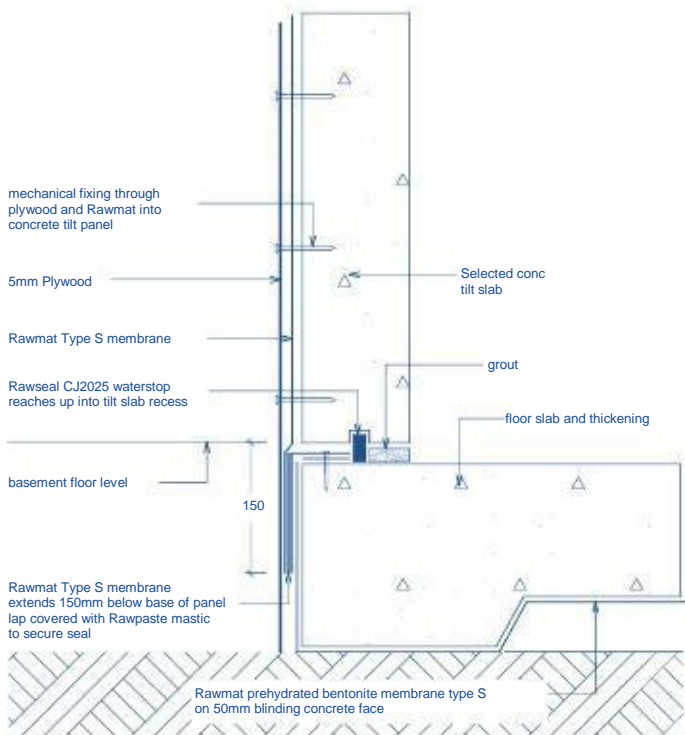 mechanical fixing through
plywood and Rawmat into
concrete tilt panel
5mm Plywood
Selected conc
tilt slab
Rawmat Type S membrane
grout
Rawseal CJ2025 waterstop
reaches up into tilt slab recess
floor slab and thickening
basement floor level
150
Rawmat Type S membrane
extends 150mm below base of panel
lap covered with Rawpaste mastic
to secure seal
Rawmat prehydrated bentonite membrane type S
on 50mm blinding concrete face